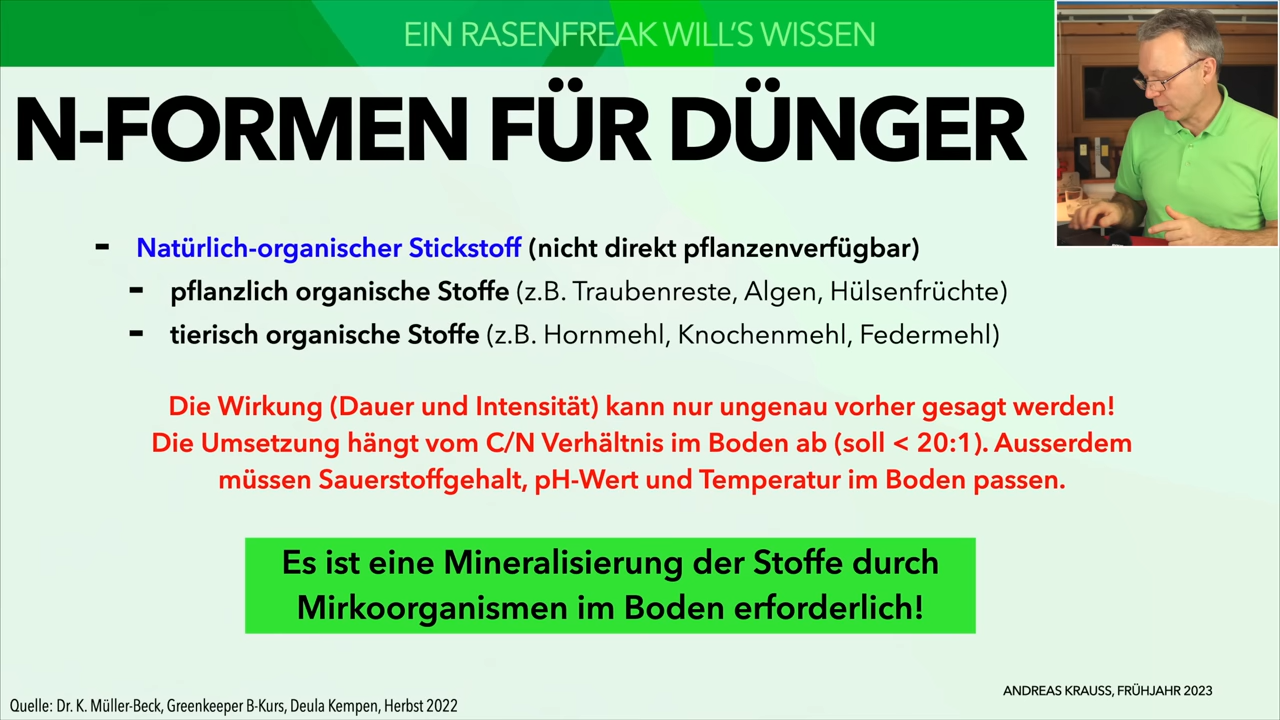 EIN RASENFREAK WILL'S WISSEN
N-FORMEN FÜR DÜNGER
- Natürlich-organischer Stickstoff (nicht direkt pflanzenverfügbar)
- pflanzlich organische Stoffe (z.B. Traubenreste, Algen, Hülsenfrüchte)
- tierisch organische Stoffe (z.B. Hornmehl, Knochenmehl, Federmehl)
Die Wirkung (Dauer und Intensität) kann nur ungenau vorher gesagt werden!
Die Umsetzung hängt vom C/N Verhältnis im Boden ab (soll < 20:1). Ausserdem
müssen Sauerstoffgehalt, pH-Wert und Temperatur im Boden passen.
Es ist eine Mineralisierung der Stoffe durch
Mirkoorganismen im Boden erforderlich!
ANDREAS KRAUSS, FRÜHJAHR 2023
Quelle: Dr. K. Müller-Beck, Greenkeeper B-Kurs, Deula Kempen, Herbst 2022